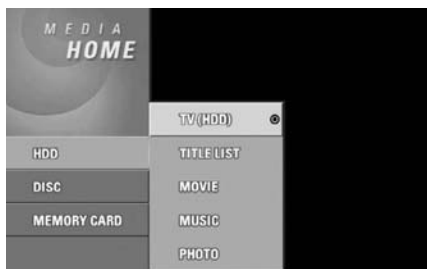 MEDIA
HOME
HDD
DISC
MEMORY CARD
TV(HDD)
TITLE LIST
MOVIE
MUSIC
PHOTO